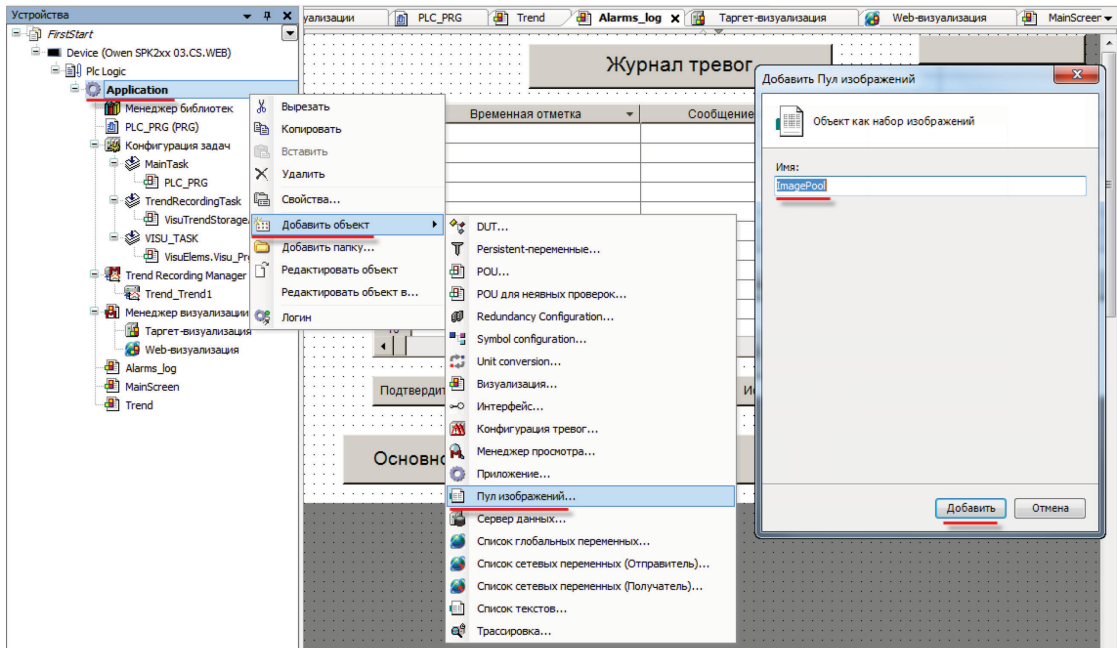 Устройства
FirstStart
Device (Owen SPK2xx 03.CS.WEB)
Plc Logic
Application
Менеджер библиотек
PLC_PRG (PRG)
Конфигурация задач
MainTask
PLC_PRG
TrendRecordingTask
VisuTrendStorage.
VISU_TASK
VisuElems.Visu_Pr
Trend Recording Manager
Trend_Trend1
Менеджер визуализации
Таргет-визуализация
Web-визуализация
Alarms_log
MainScreen
Trend
уализации
PLC_PRG
Trend
Alarms_log
Таргет-визуализация
Web-визуализация
MainScreer
Журнал тревог
Временная отметка
Сообщение
Подтвердит
Основно
Вырезать
Копировать
Вставить
Удалить
Свойства...
Добавить объект
Добавить папку...
Редактировать объект
Редактировать объект в...
Логин
DUT...
Persistent-переменные...
POU...
POU для неявных проверок...
Redundancy Configuration...
Symbol configuration...
Unit conversion...
Визуализация...
Интерфейс...
Конфигурация тревог...
Менеджер просмотра...
Приложение...
Пул изображений...
Сервер данных...
Список глобальных переменных...
Список сетевых переменных (Отправитель)...
Список сетевых переменных (Получатель)...
Список текстов...
Трассировка...
Добавить Пул изображений
Объект как набор изображений
Имя:
ImagePool
Добавить
Отмена